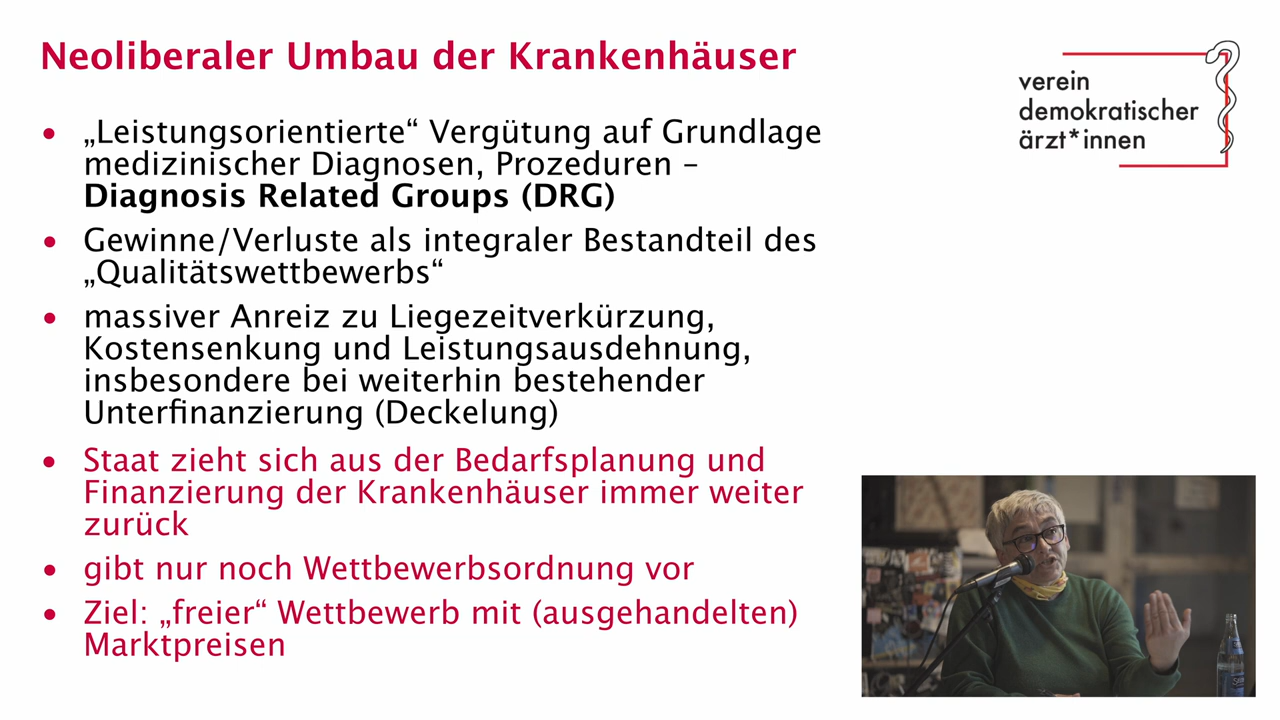 Neoliberaler Umbau der Krankenhäuser
verein
demokratischer
ärzt*innen
• „Leistungsorientierte“ Vergütung auf Grundlage
medizinischer Diagnosen, Prozeduren –
Diagnosis Related Groups (DRG)
• Gewinne/Verluste als integraler Bestandteil des
„Qualitätswettbewerbs“
• massiver Anreiz zu Liegezeitverkürzung,
Kostensenkung und Leistungsausdehnung,
insbesondere bei weiterhin bestehender
Unterfinanzierung (Deckelung)
• Staat zieht sich aus der Bedarfsplanung und
Finanzierung der Krankenhäuser immer weiter
zurück
• gibt nur noch Wettbewerbsordnung vor
• Ziel: „freier“ Wettbewerb mit (ausgehandelten)
Marktpreisen